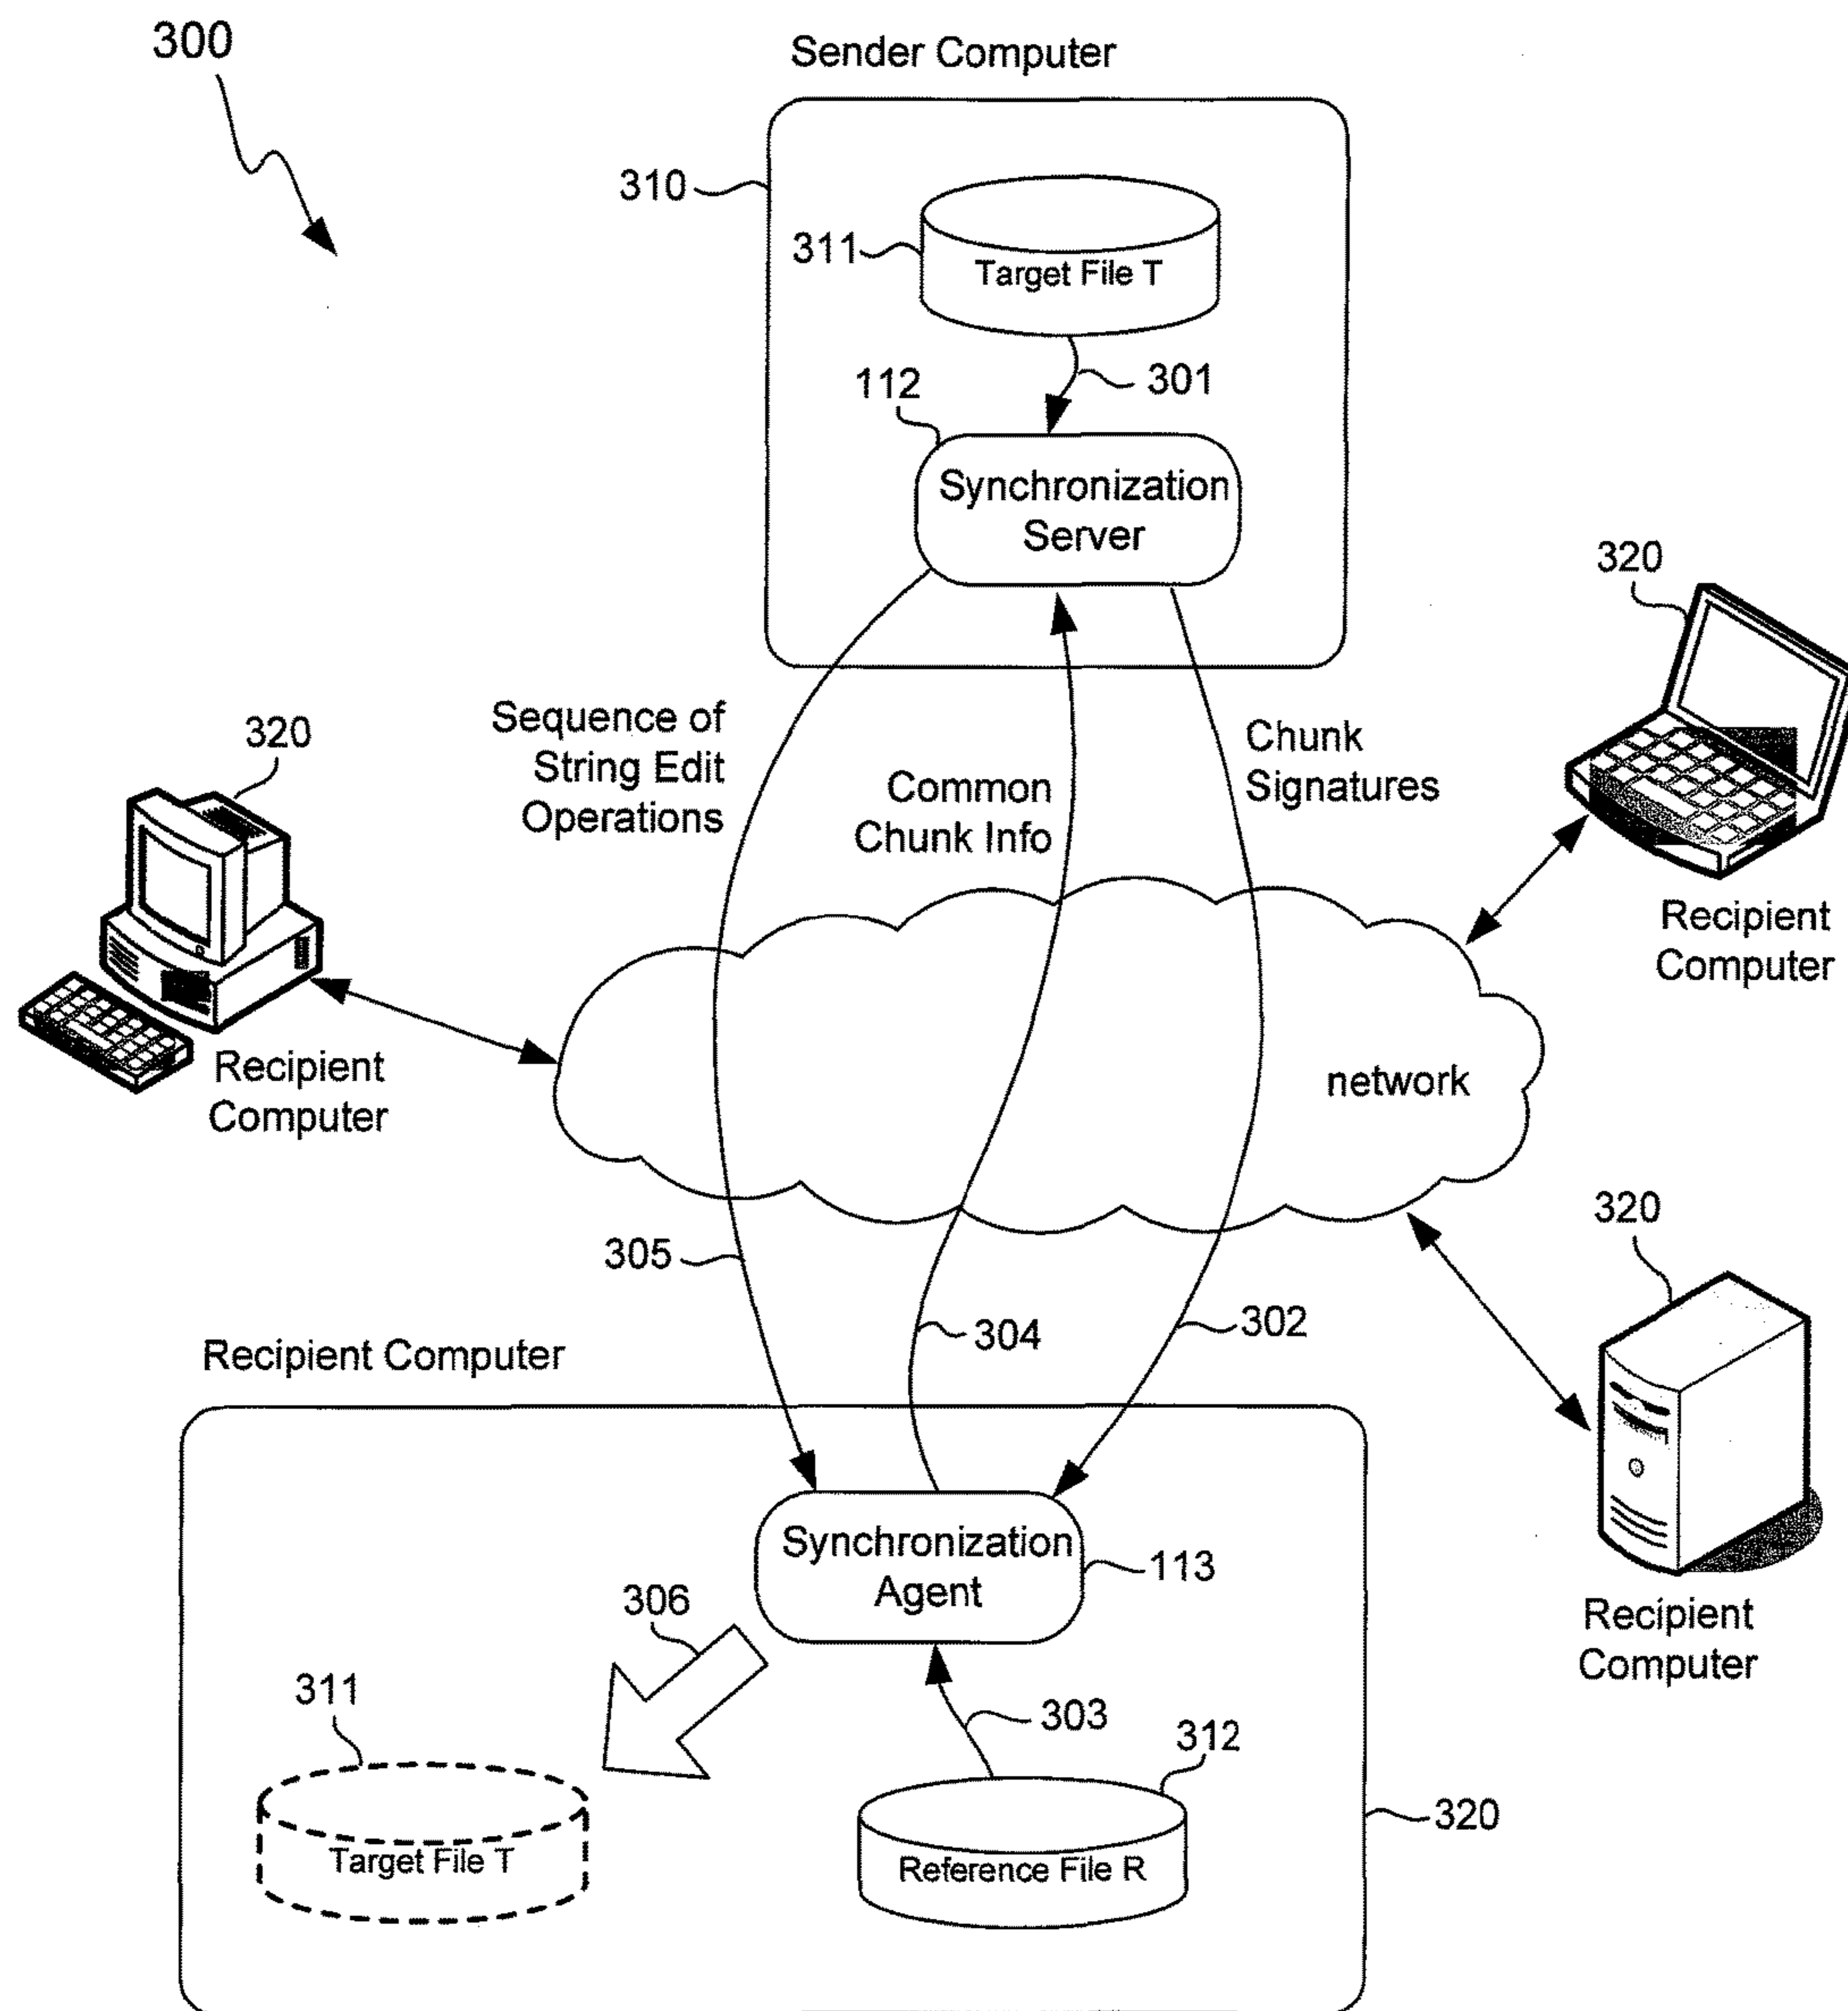 300
Sender Computer
310
311
Target File T
301
112
Synchronization
Server
320
Recipient
Computer
320
Recipient
Computer
Sequence of
String Edit
Operations
Common
Chunk Info
Chunk
Signatures
network
305
304
302
320
Recipient
Computer
Recipient Computer
Synchronization
Agent
113
306
303
311
Target File T
312
Reference File R
320